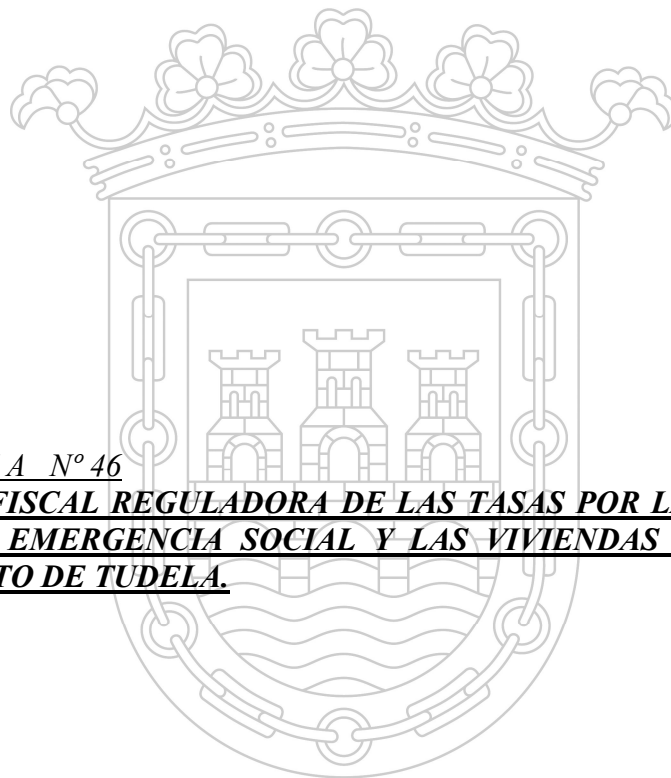 A Nº 46
FISCAL REGULADORA DE LAS TASAS POR
EMERGENCIA SOCIAL Y LAS VIVIENDAS
TO DE TUDELA.